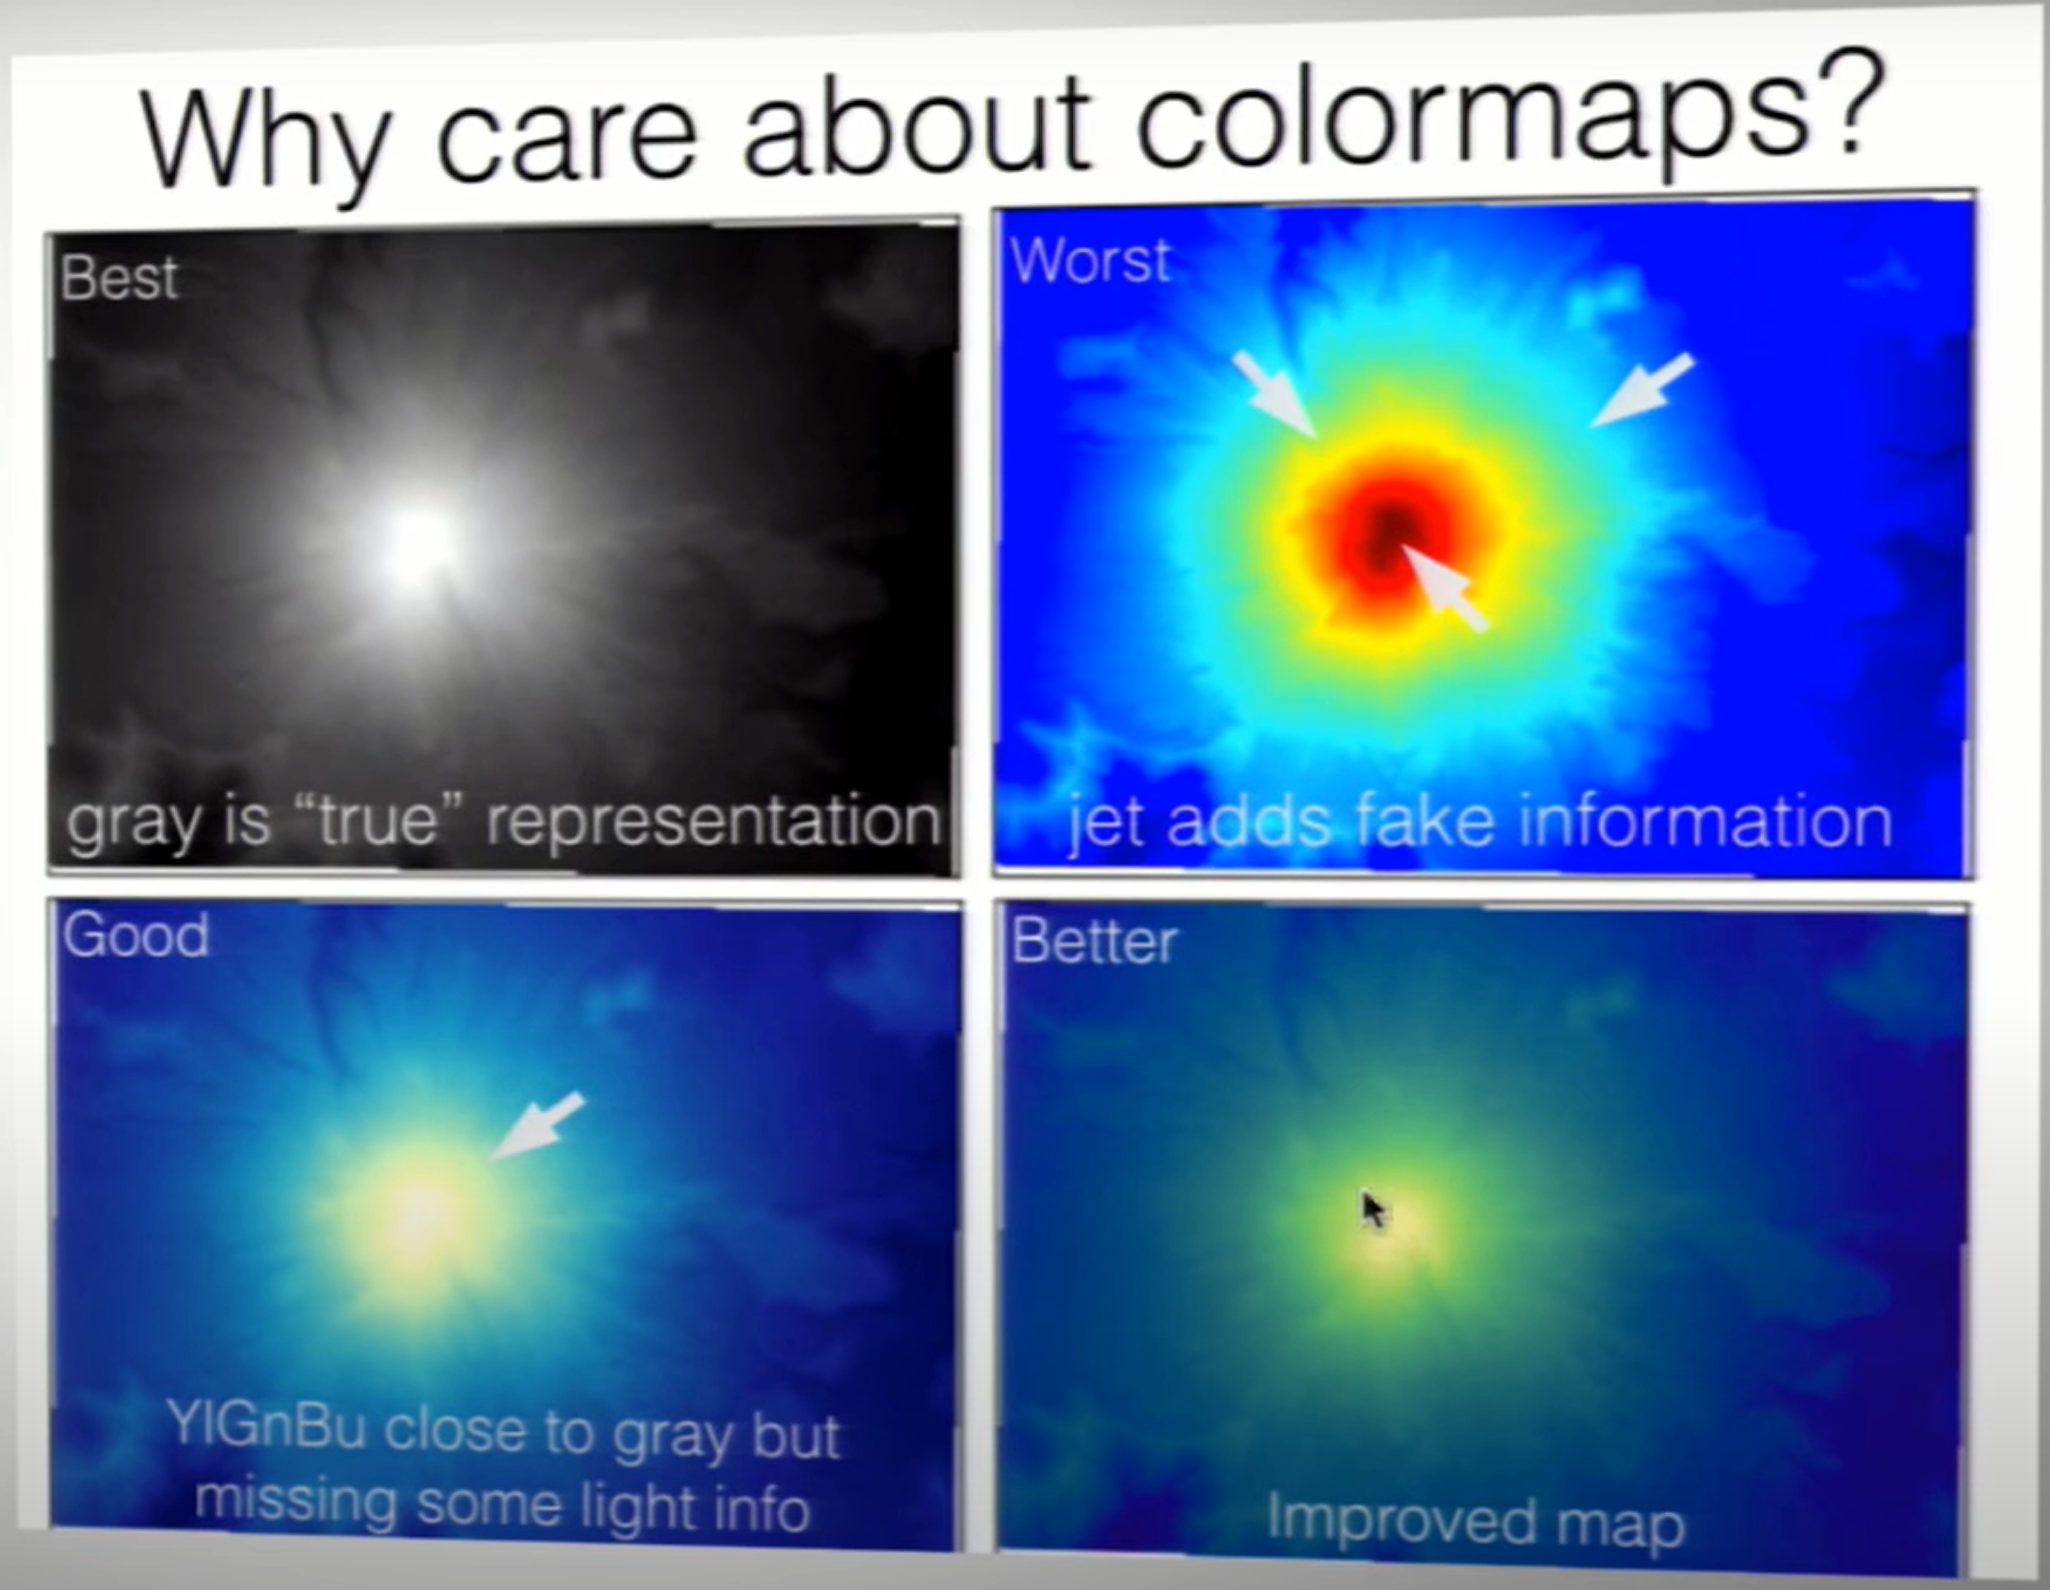 Why care about colormaps?
Best
gray is “true” representation
Worst
jet adds fake information
Good
YlGnBu close to gray but
missing some light info
Better
Improved map